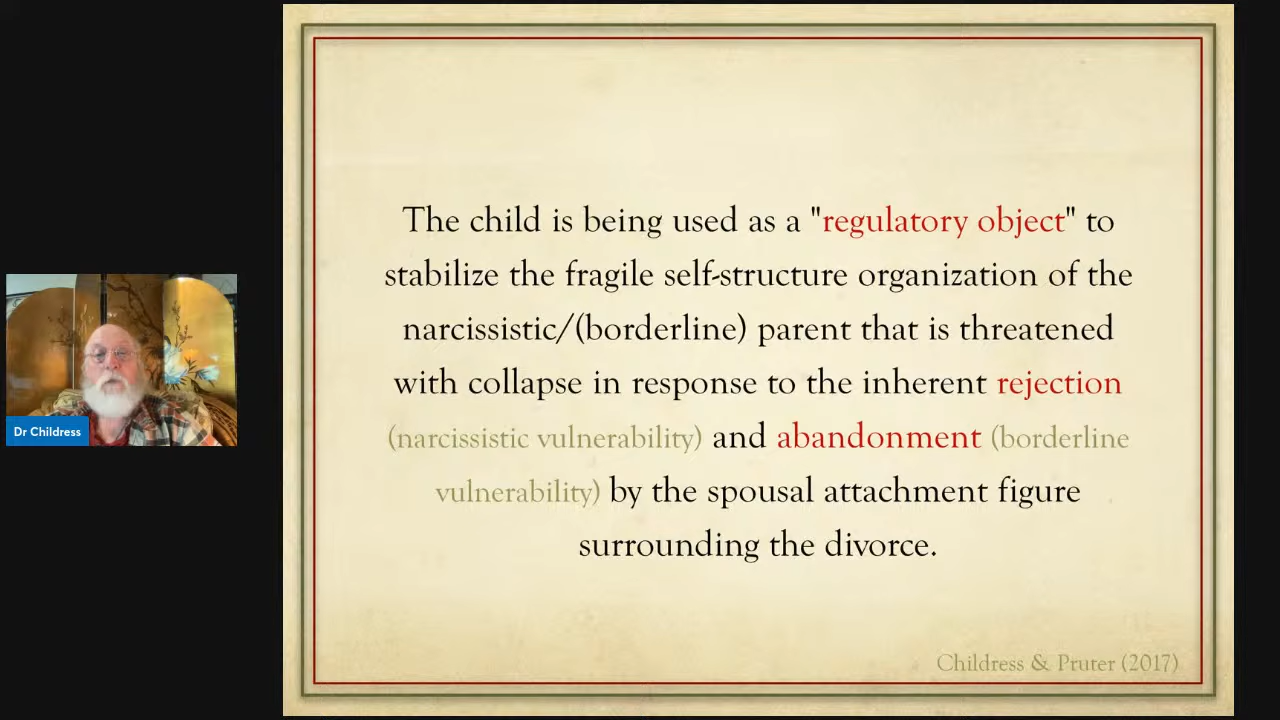 The child is being used as a "regulatory object" to
stabilize the fragile self-structure organization of the
narcissistic/(borderline) parent that is threatened
with collapse in response to the inherent rejection
(narcissistic vulnerability) and abandonment (borderline
vulnerability) by the spousal attachment figure
surrounding the divorce.
Childress & Pruter (2017)
Dr Childress